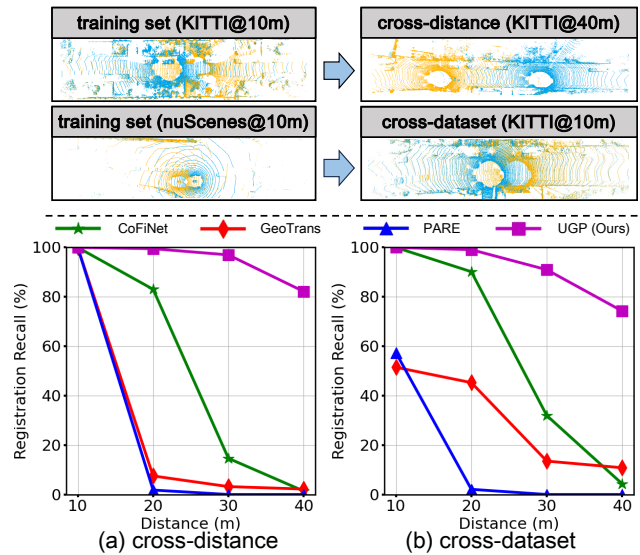 training set (KITTI@10m) cross-distance (KITTI@40m)
training set (nuScenes@10m) cross-dataset (KITTI@10m)
CoFiNet GeoTrans PARE UGP (Ours)
Registration Recall (%)
100
80
60
40
20
0
10 20 30 40
Distance (m)
(a) cross-distance
Registration Recall (%)
100
80
60
40
20
0
10 20 30 40
Distance (m)
(b) cross-dataset